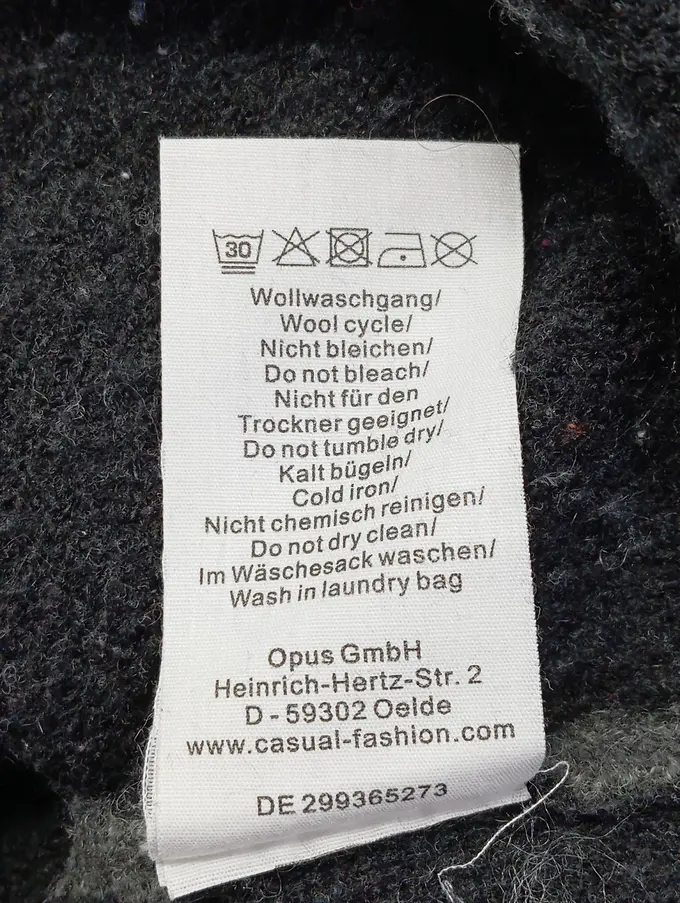 30
Wollwaschgang/
Wool cycle/
Nicht bleichen/
Do not bleach/
Nicht für den
Trockner geeignet/
Do not tumble dry/
Kalt bügeln/
Cold iron/
Nicht chemisch reinigen/
Do not dry clean/
Im Wäschesack waschen/
Wash in laundry bag
Opus GmbH
Heinrich-Hertz-Str. 2
D - 59302 Oelde
www.casual-fashion.com
DE 299365273